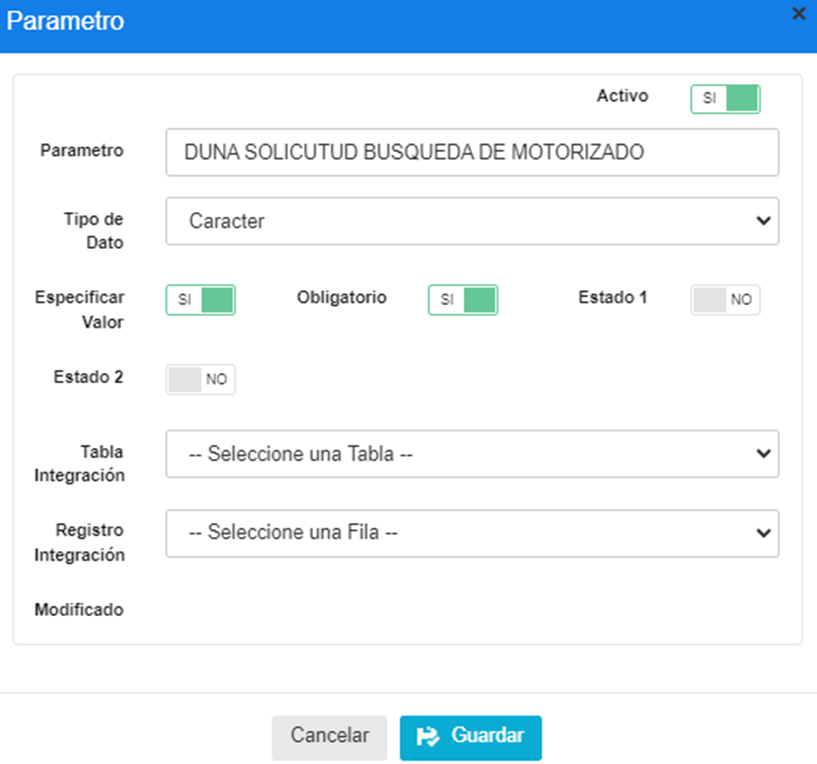 Parametro
×
Activo SI
Parametro DUNA SOLICUTUD BUSQUEDA DE MOTORIZADO
Tipo de
Dato
Caracter
Especificar
Valor
SI
Obligatorio SI
Estado 1 NO
Estado 2 NO
Tabla
Integración
-- Seleccione una Tabla --
Registro
Integración
-- Seleccione una Fila --
Modificado
Cancelar
Guardar